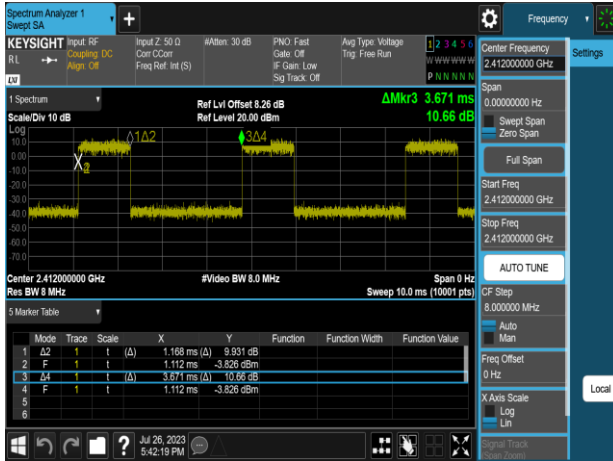 Spectrum Analyzer 1
Swept SA
+
Frequency
KEYSIGHT
Input: RF
Input Z: 50 Ω
#Atten: 30 dB
PNO: Fast
Avg Type: Voltage
1 2 3 4 5 6
RL
Coupling: DC
Corr CCorr
Gate: Off
Trig: Free Run
W W W W W W
Align: Off
Freq Ref: Int (S)
IF Gain: Low
Sig Track: Off
P N N N N N
LXI
Center Frequency
2.412000000 GHz
Settings
1 Spectrum
Ref Lvl Offset 8.26 dB
ΔMkr3 3.671 ms
Scale/Div 10 dB
Ref Level 20.00 dBm
10.66 dB
Span
0.00000000 Hz
Swept Span
Zero Span
Full Span
Start Freq
2.412000000 GHz
Stop Freq
2.412000000 GHz
AUTO TUNE
CF Step
8.000000 MHz
Auto
Man
Freq Offset
0 Hz
X Axis Scale
Log
Lin
Signal Track
(Span Zoom)
Local
Log
10.0
0.00
-10.0
-20.0
-30.0
-40.0
-50.0
-60.0
-70.0
1Δ2
3Δ4
Center 2.412000000 GHz
#Video BW 8.0 MHz
Span 0 Hz
Res BW 8 MHz
Sweep 10.0 ms (10001 pts)
5 Marker Table
Mode Trace Scale X Y Function Function Width Function Value
1 Δ2 1 t (Δ) 1.168 ms (Δ) 9.931 dB
2 F 1 t 1.112 ms -3.826 dBm
3 Δ4 1 t (Δ) 3.671 ms (Δ) 10.66 dB
4 F 1 t 1.112 ms -3.826 dBm
5
6
?
Jul 26, 2023
5:42:19 PM